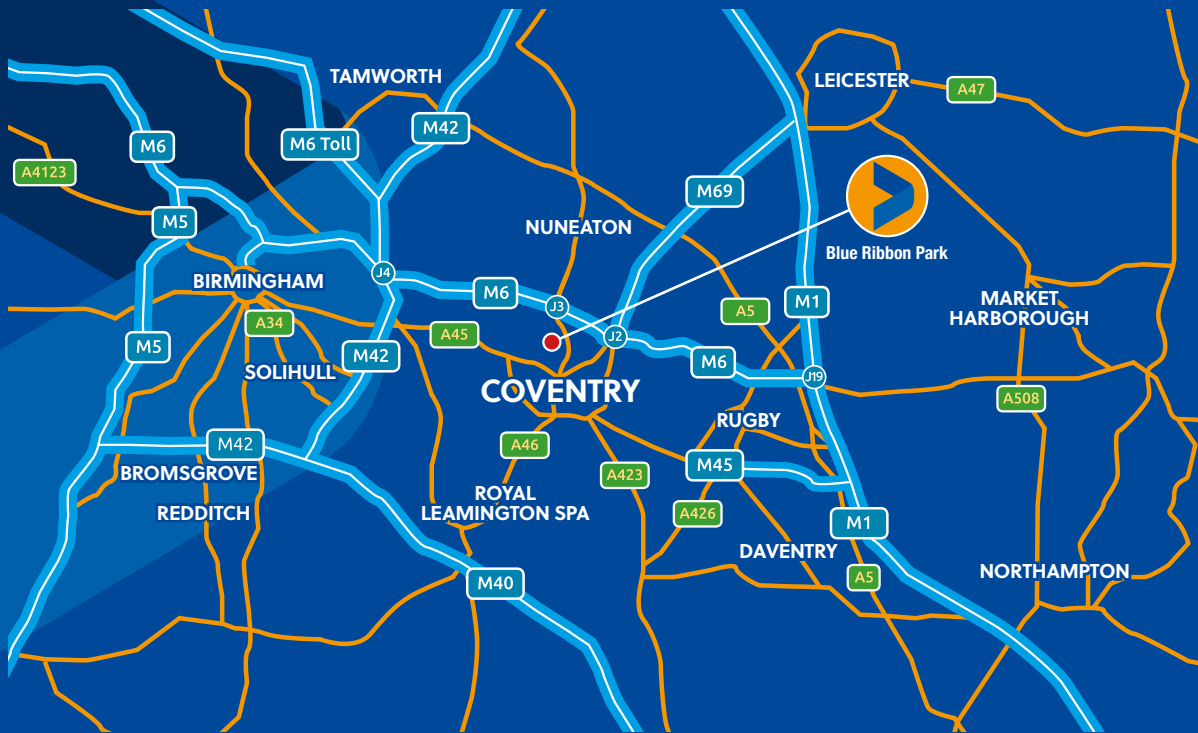 TAMWORTH
LEICESTER
A47
M6 Toll
M42
M6
A4123
M69
M5
NUNEATON
Blue Ribbon Park
BIRMINGHAM
J4
M6
J3
M1
A5
MARKET
HARBOROUGH
A34
A45
J2
M5
M42
M6
SOLIHULL
J19
COVENTRY
A508
RUGBY
M42
A46
BROMSGROVE
M45
A423
ROYAL
LEAMINGTON SPA
REDDITCH
A426
M1
DAVENTRY
NORTHAMPTON
A5
M40